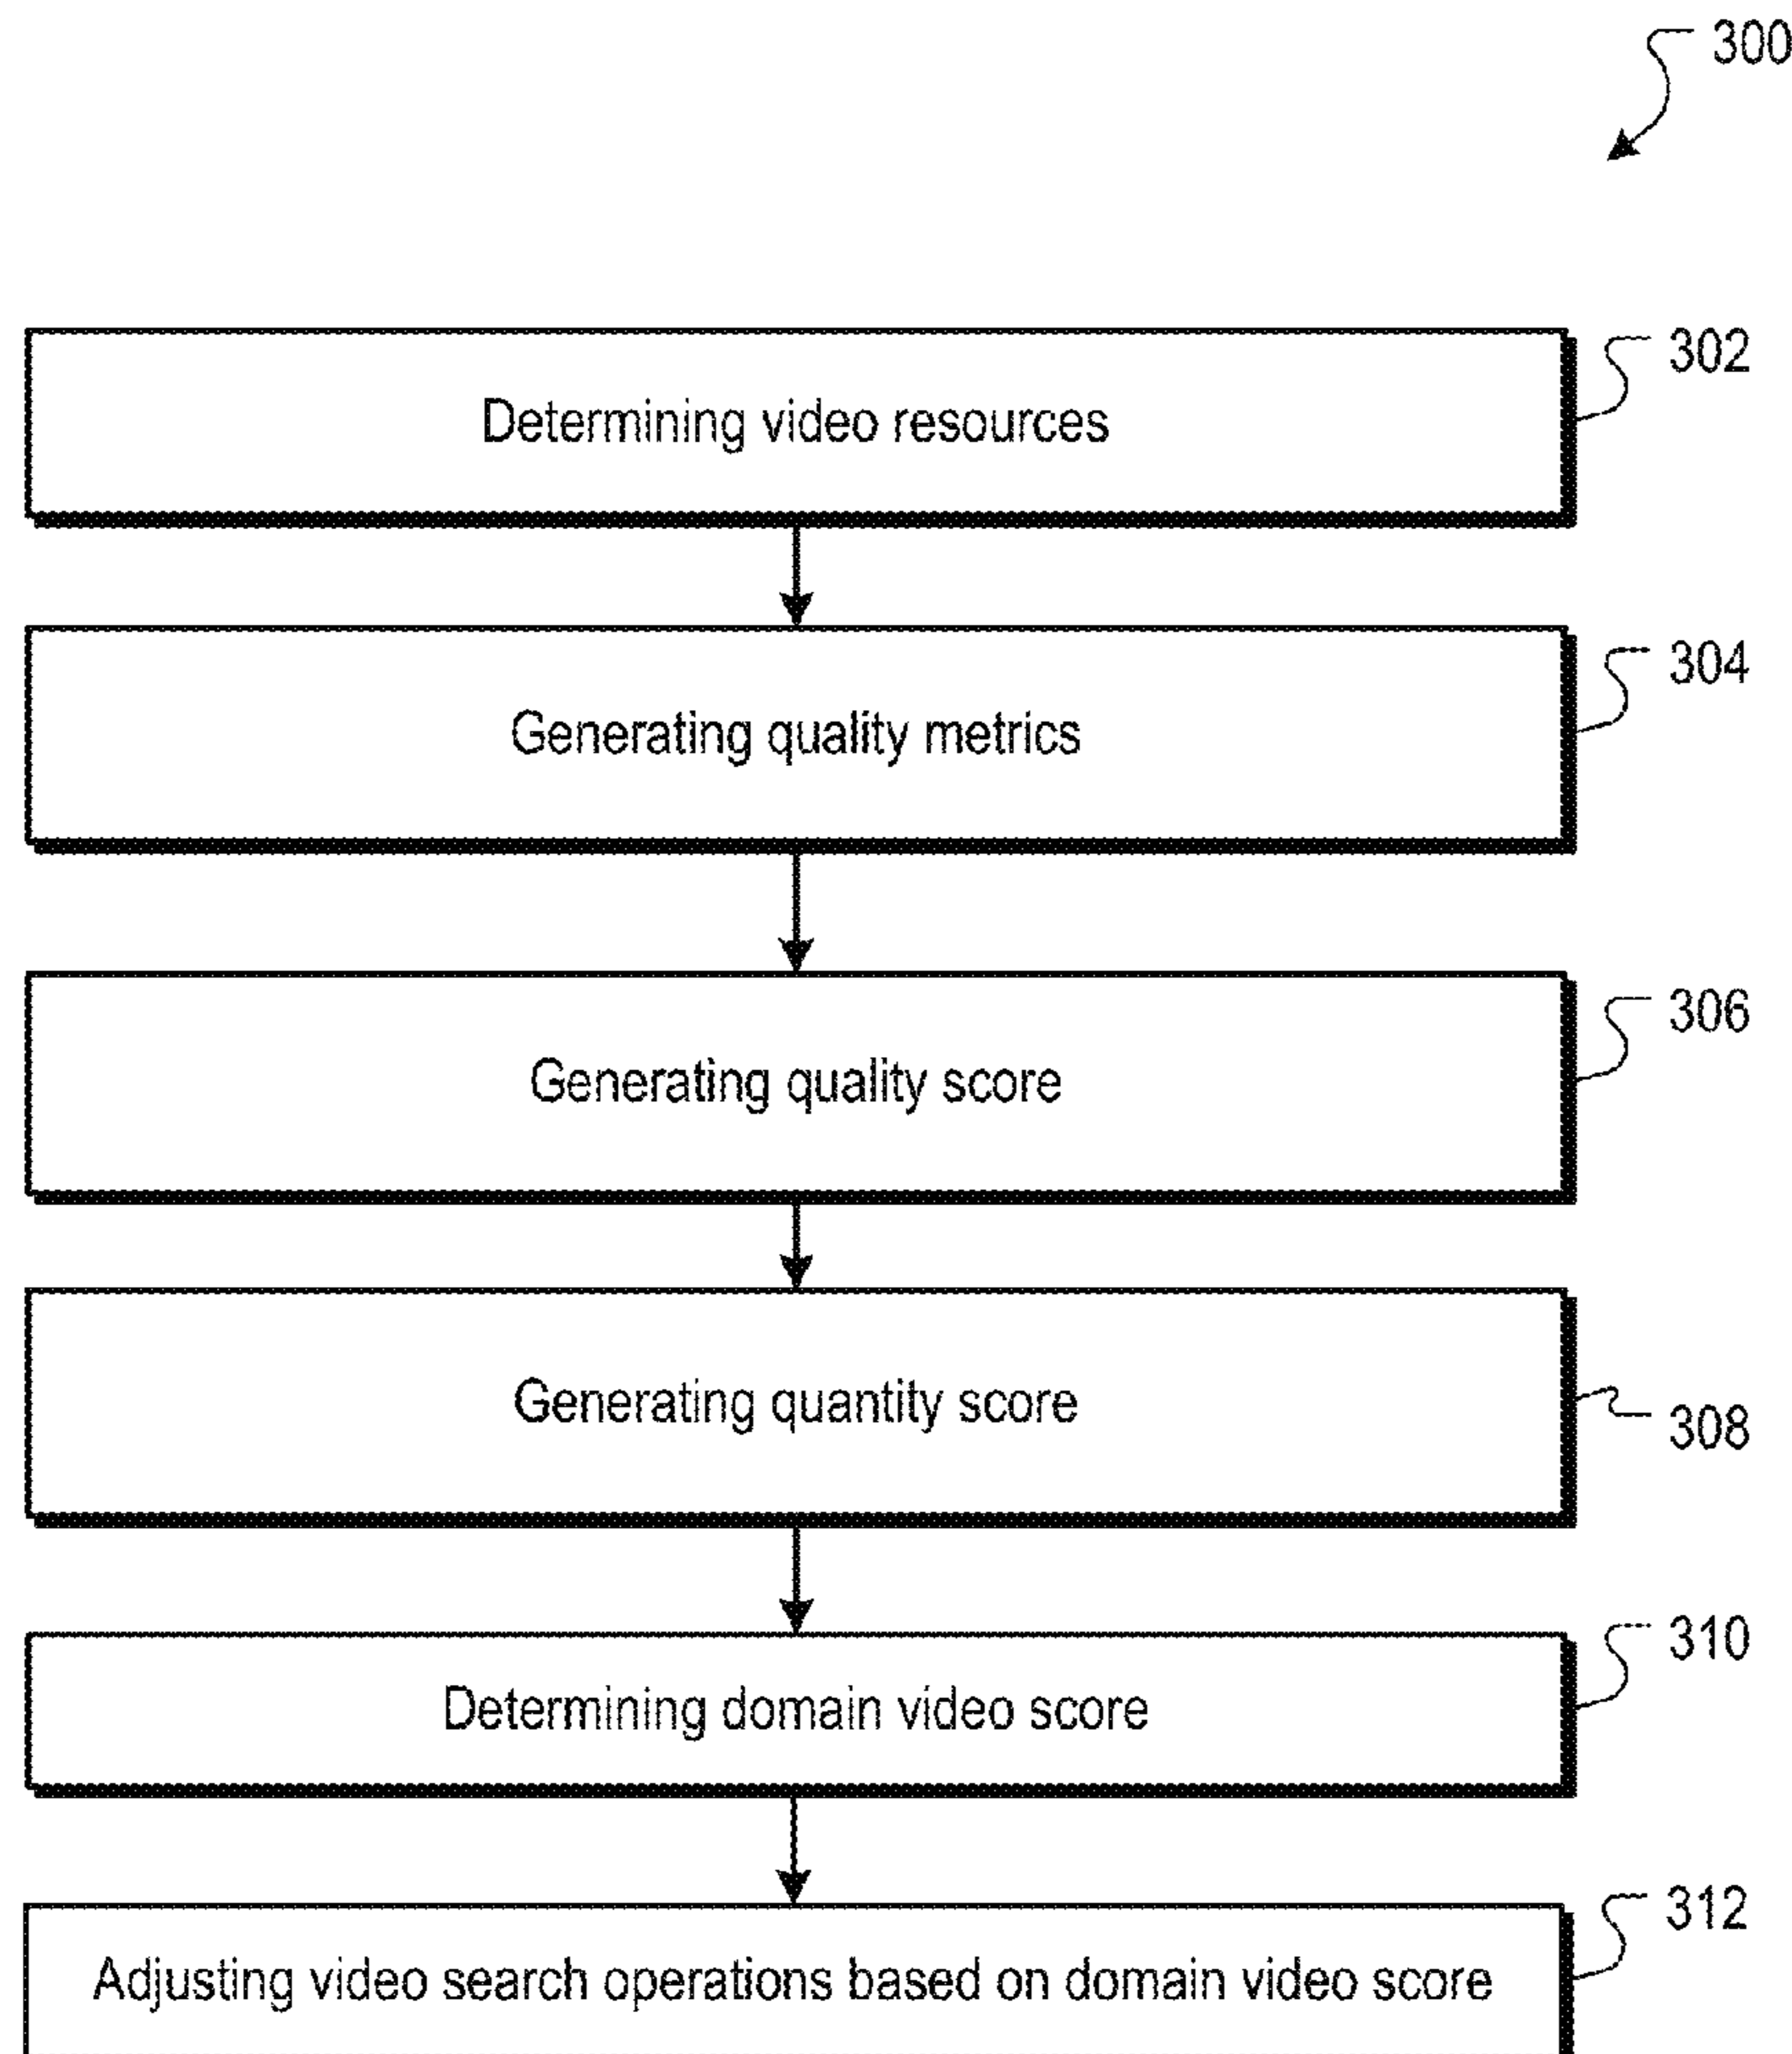 300
Determining video resources
302
Generating quality metrics
304
Generating quality score
306
Generating quantity score
308
Determining domain video score
310
Adjusting video search operations based on domain video score
312